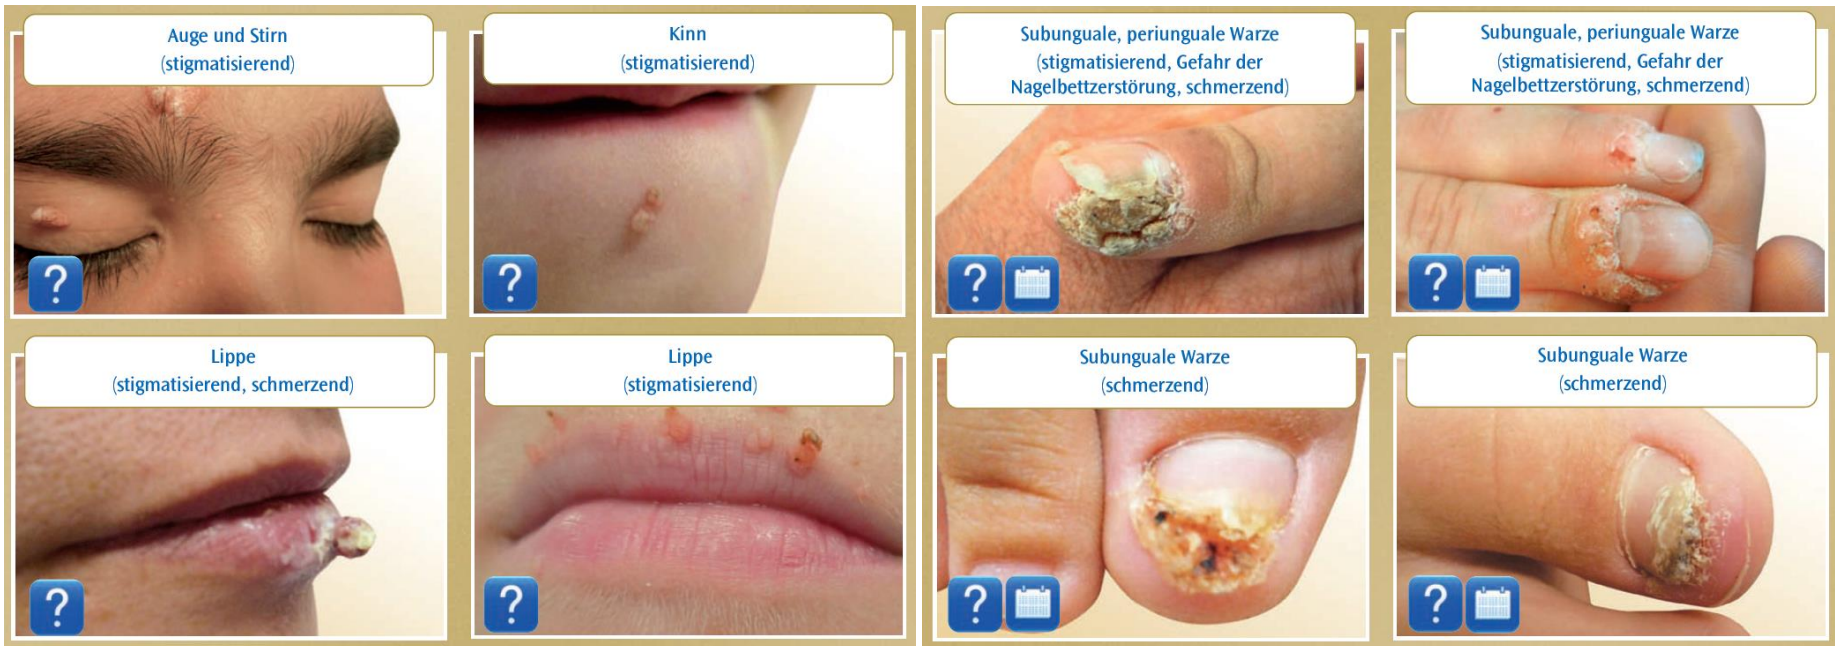 Auge und Stirn
(stigmatisierend)
Kinn
(stigmatisierend)
Subunguale, periunguale Warze
(stigmatisierend, Gefahr der
Nagelbettzerstörung, schmerzend)
Subunguale, periunguale Warze
(stigmatisierend, Gefahr der
Nagelbettzerstörung, schmerzend)
?
?
?
?
Lippe
(stigmatisierend, schmerzend)
Lippe
(stigmatisierend)
Subunguale Warze
(schmerzend)
Subunguale Warze
(schmerzend)
?
?
?
?